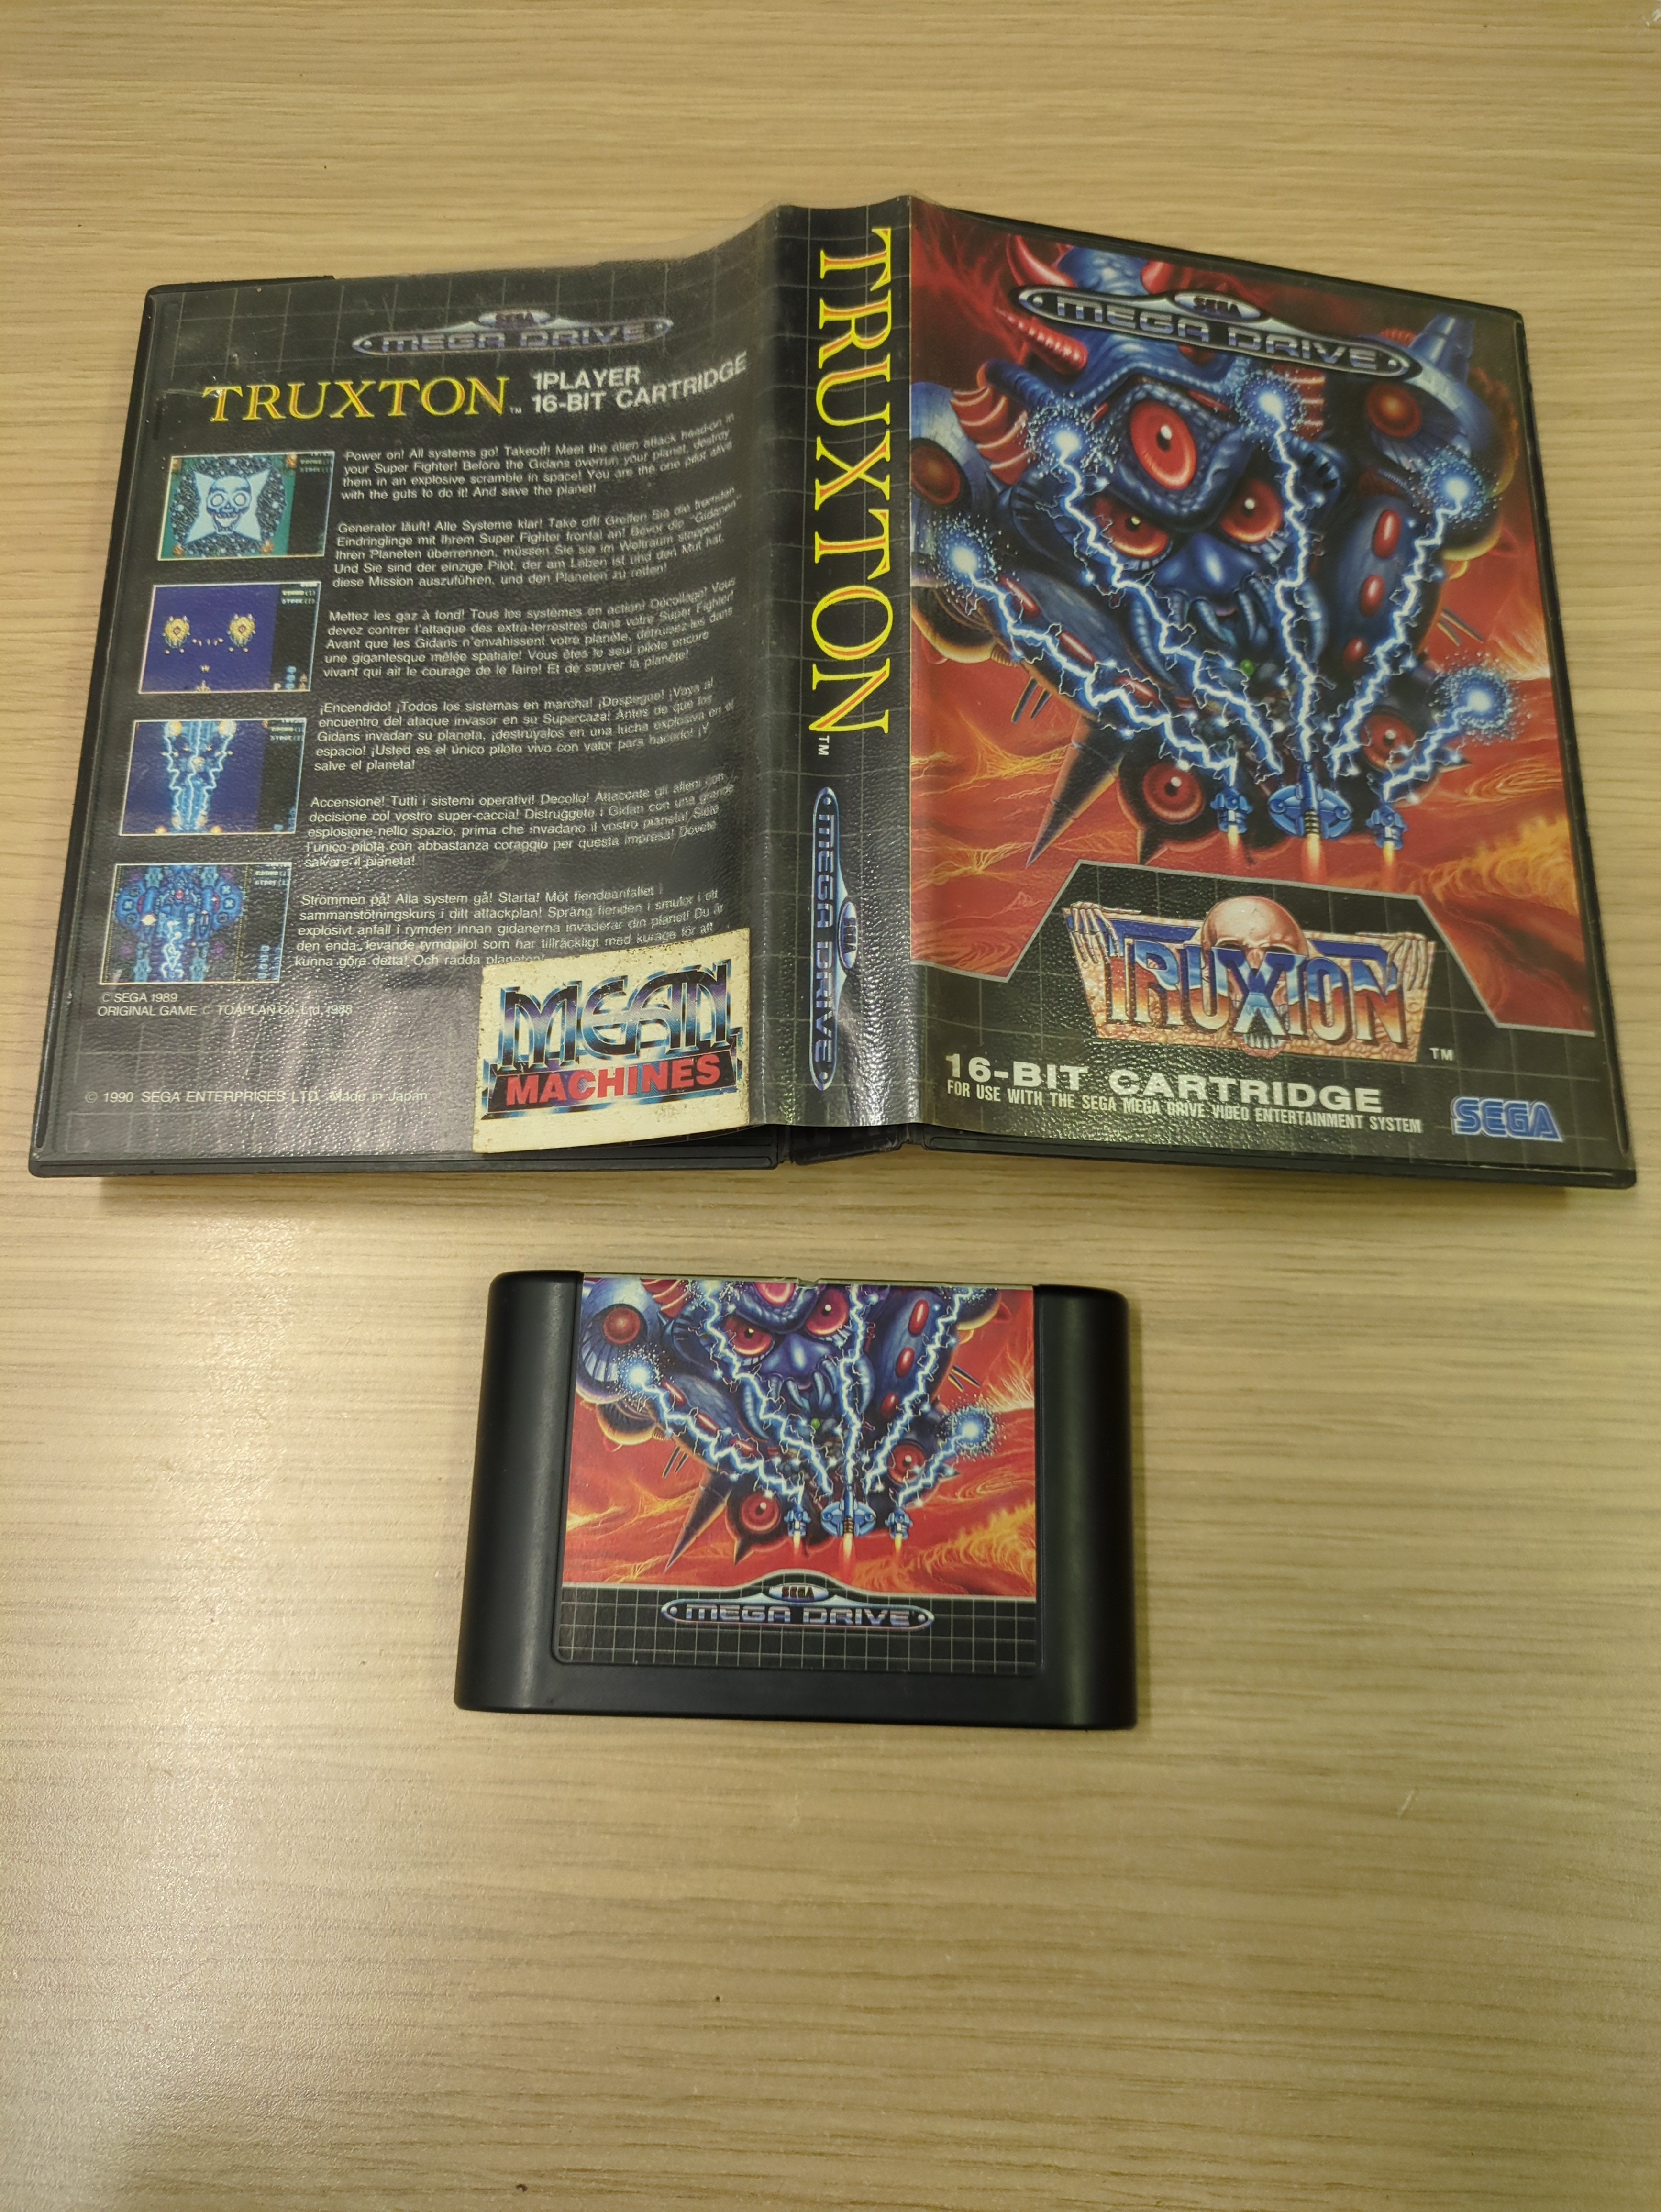 SEGA
MEGA DRIVE
TRUXTON™
1PLAYER
16-BIT CARTRIDGE
Power on! All systems go! Takeoff! Meet the alien attack head-on in
your Super Fighter! Before the Gidans overrun your planet, destroy
them in an explosive scramble in space! You are the one pilot alive
with the guts to do it! And save the planet!
Generator läuft! Alle Systeme klar! Take off! Greifen Sie die fremden
Eindringlinge mit Ihrem Super Fighter frontal an! Bevor die "Gidanen"
Ihren Planeten überrennen, müssen Sie sie im Weltraum stoppen!
Und Sie sind der einzige Pilot, der am Leben ist und den Mut hat,
diese Mission auszuführen, und den Planeten zu retten!
Mettez les gaz à fond! Tous les systèmes en action! Décollage! Vous
devez contrer l'attaque des extra-terrestres dans votre Super Fighter!
Avant que les Gidans n'envahissent votre planète, détruisez-les dans
une gigantesque mêlée spatiale! Vous êtes le seul pilote encore
vivant qui ait le courage de le faire! Et de sauver la planète!
¡Encendido! ¡Todos los sistemas en marcha! ¡Despegue! ¡Vaya al
encuentro del ataque invasor en su Supercaza! Antes de que los
Gidans invadan su planeta, ¡destrúyalos en una lucha explosiva en el
espacio! ¡Usted es el único piloto vivo con valor para hacerlo! ¡Y
salve el planeta!
Accensione! Tutti i sistemi operativi! Decollo! Attaccate gli alieni con
decisione col vostro super-caccia! Distruggete i Gidan con una grande
esplosione nello spazio, prima che invadano il vostro pianeta! Siete
l'unico pilota con abbastanza coraggio per questa impresa! Dovete
salvare il pianeta!
Strömmen på! Alla system gå! Starta! Möt fiendeanfallet i
sammanstötningskurs i ditt attackplan! Spräng fienden i smulor i ett
explosivt anfall i rymden innan gidanerna invaderar din planet! Du är
den enda, levande rymdpilot som har tillräckligt med kurage för att
kunna göra detta! Och rädda planeten!
© SEGA 1989
ORIGINAL GAME © TOAPLAN Co. Ltd. 1988
© 1990 SEGA ENTERPRISES LTD. Made in Japan
MEAN
MACHINES
TRUXTON™
SEGA
MEGA DRIVE
SEGA
MEGA DRIVE
TRUXTON™
16-BIT CARTRIDGE
FOR USE WITH THE SEGA MEGA DRIVE VIDEO ENTERTAINMENT SYSTEM
SEGA
SEGA
MEGA DRIVE